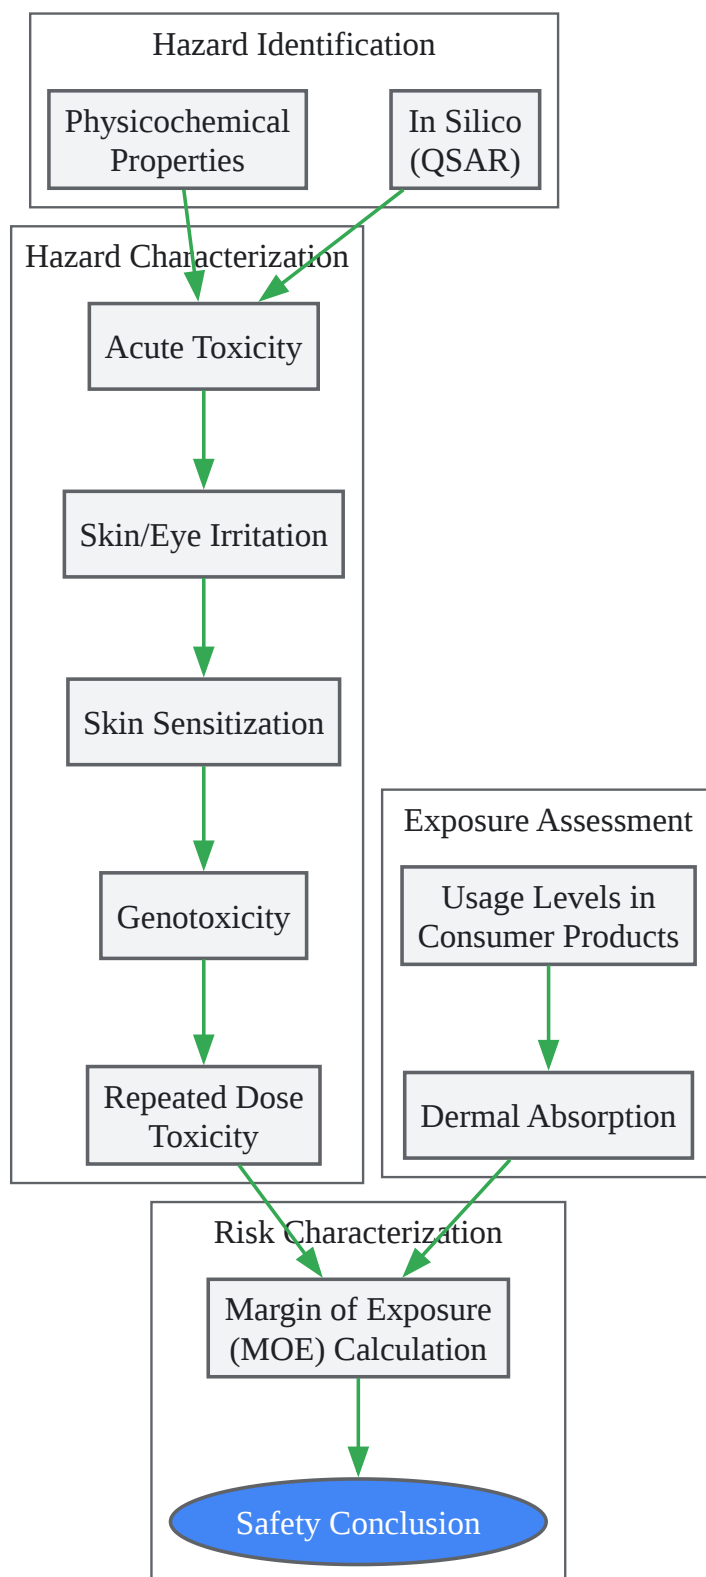 Hazard Identification
Physicochemical
Properties
In Silico
(QSAR)
Hazard Characterization
Acute Toxicity
Skin/Eye Irritation
Skin Sensitization
Genotoxicity
Repeated Dose
Toxicity
Exposure Assessment
Usage Levels in
Consumer Products
Dermal Absorption
Risk Characterization
Margin of Exposure
(MOE) Calculation
Safety Conclusion